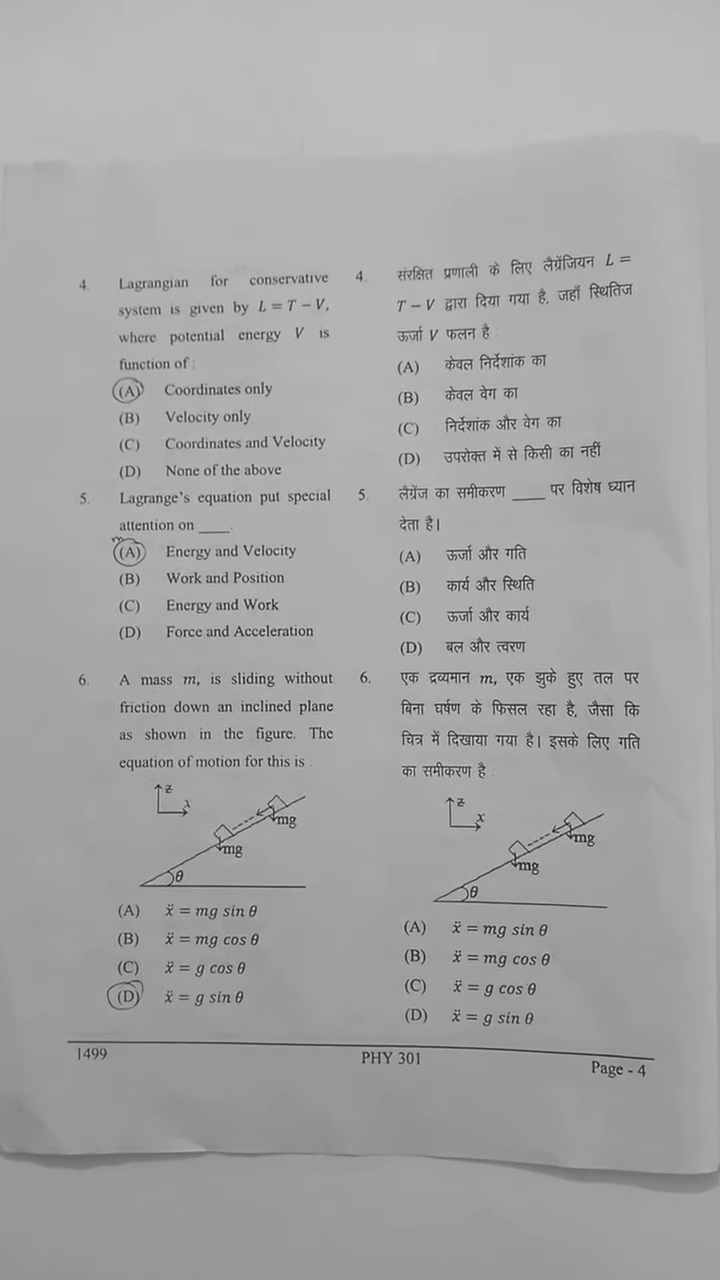 4. Lagrangian for conservative
system is given by L = T – V,
where potential energy V is
function of :
(A) Coordinates only
(B) Velocity only
(C) Coordinates and Velocity
(D) None of the above
5. Lagrange's equation put special
attention on ____.
(A) Energy and Velocity
(B) Work and Position
(C) Energy and Work
(D) Force and Acceleration
6. A mass m, is sliding without
friction down an inclined plane
as shown in the figure. The
equation of motion for this is :
z
x
mg
mg
θ
(A) ẍ = mg sin θ
(B) ẍ = mg cos θ
(C) ẍ = g cos θ
(D) ẍ = g sin θ
4. संरक्षित प्रणाली के लिए लैग्रेंजियन L =
T – V द्वारा दिया गया है, जहाँ स्थितिज
ऊर्जा V फलन है :
(A) केवल निर्देशांक का
(B) केवल वेग का
(C) निर्देशांक और वेग का
(D) उपरोक्त में से किसी का नहीं
5. लैग्रेंज का समीकरण ____ पर विशेष ध्यान
देता है।
(A) ऊर्जा और गति
(B) कार्य और स्थिति
(C) ऊर्जा और कार्य
(D) बल और त्वरण
6. एक द्रव्यमान m, एक झुके हुए तल पर
बिना घर्षण के फिसल रहा है, जैसा कि
चित्र में दिखाया गया है। इसके लिए गति
का समीकरण है :
z
x
mg
mg
θ
(A) ẍ = mg sin θ
(B) ẍ = mg cos θ
(C) ẍ = g cos θ
(D) ẍ = g sin θ
1499 PHY 301 Page - 4